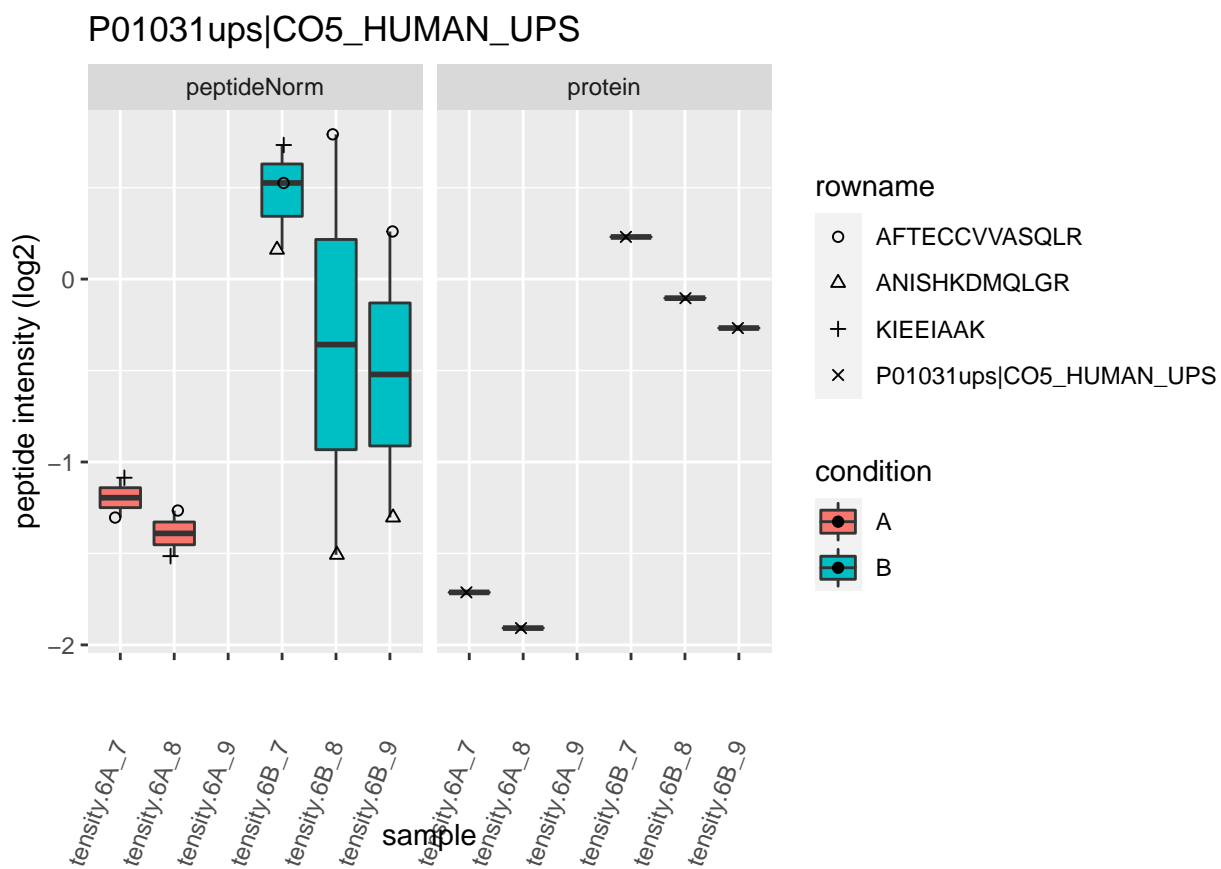 P01031ups|CO5_HUMAN_UPS
peptideNorm
protein
peptide intensity (log2)
0
−1
−2
tensity.6A_7
tensity.6A_8
tensity.6A_9
tensity.6B_7
tensity.6B_8
tensity.6B_9
tensity.6A_7
tensity.6A_8
tensity.6A_9
tensity.6B_7
tensity.6B_8
tensity.6B_9
sample
rowname
AFTECCVVASQLR
ANISHKDMQLGR
KIEEIAAK
P01031ups|CO5_HUMAN_UPS
condition
A
B